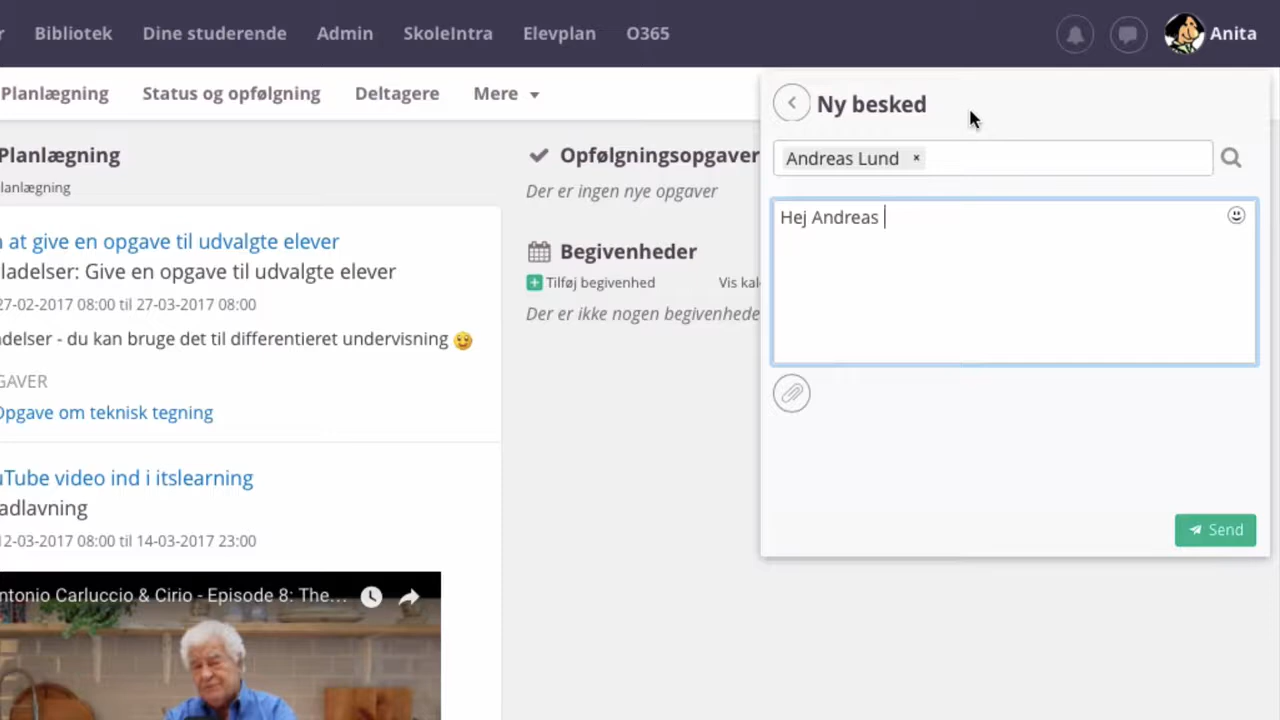 r Bibliotek Dine studerende Admin SkoleIntra Elevplan O365 Anita
Planlægning Status og opfølgning Deltagere Mere
Ny besked
Andreas Lund ×
Hej Andreas
Send
Planlægning
lanlægning
n at give en opgave til udvalgte elever
ladelser: Give en opgave til udvalgte elever
27-02-2017 08:00 til 27-03-2017 08:00
delser - du kan bruge det til differentieret undervisning
GAVER
Opgave om teknisk tegning
uTube video ind i itslearning
adlavning
12-03-2017 08:00 til 14-03-2017 23:00
ntonio Carluccio & Cirio - Episode 8: The...
Opfølgningsopgaver
Der er ingen nye opgaver
Begivenheder
Tilføj begivenhed Vis kal
Der er ikke nogen begivenhede